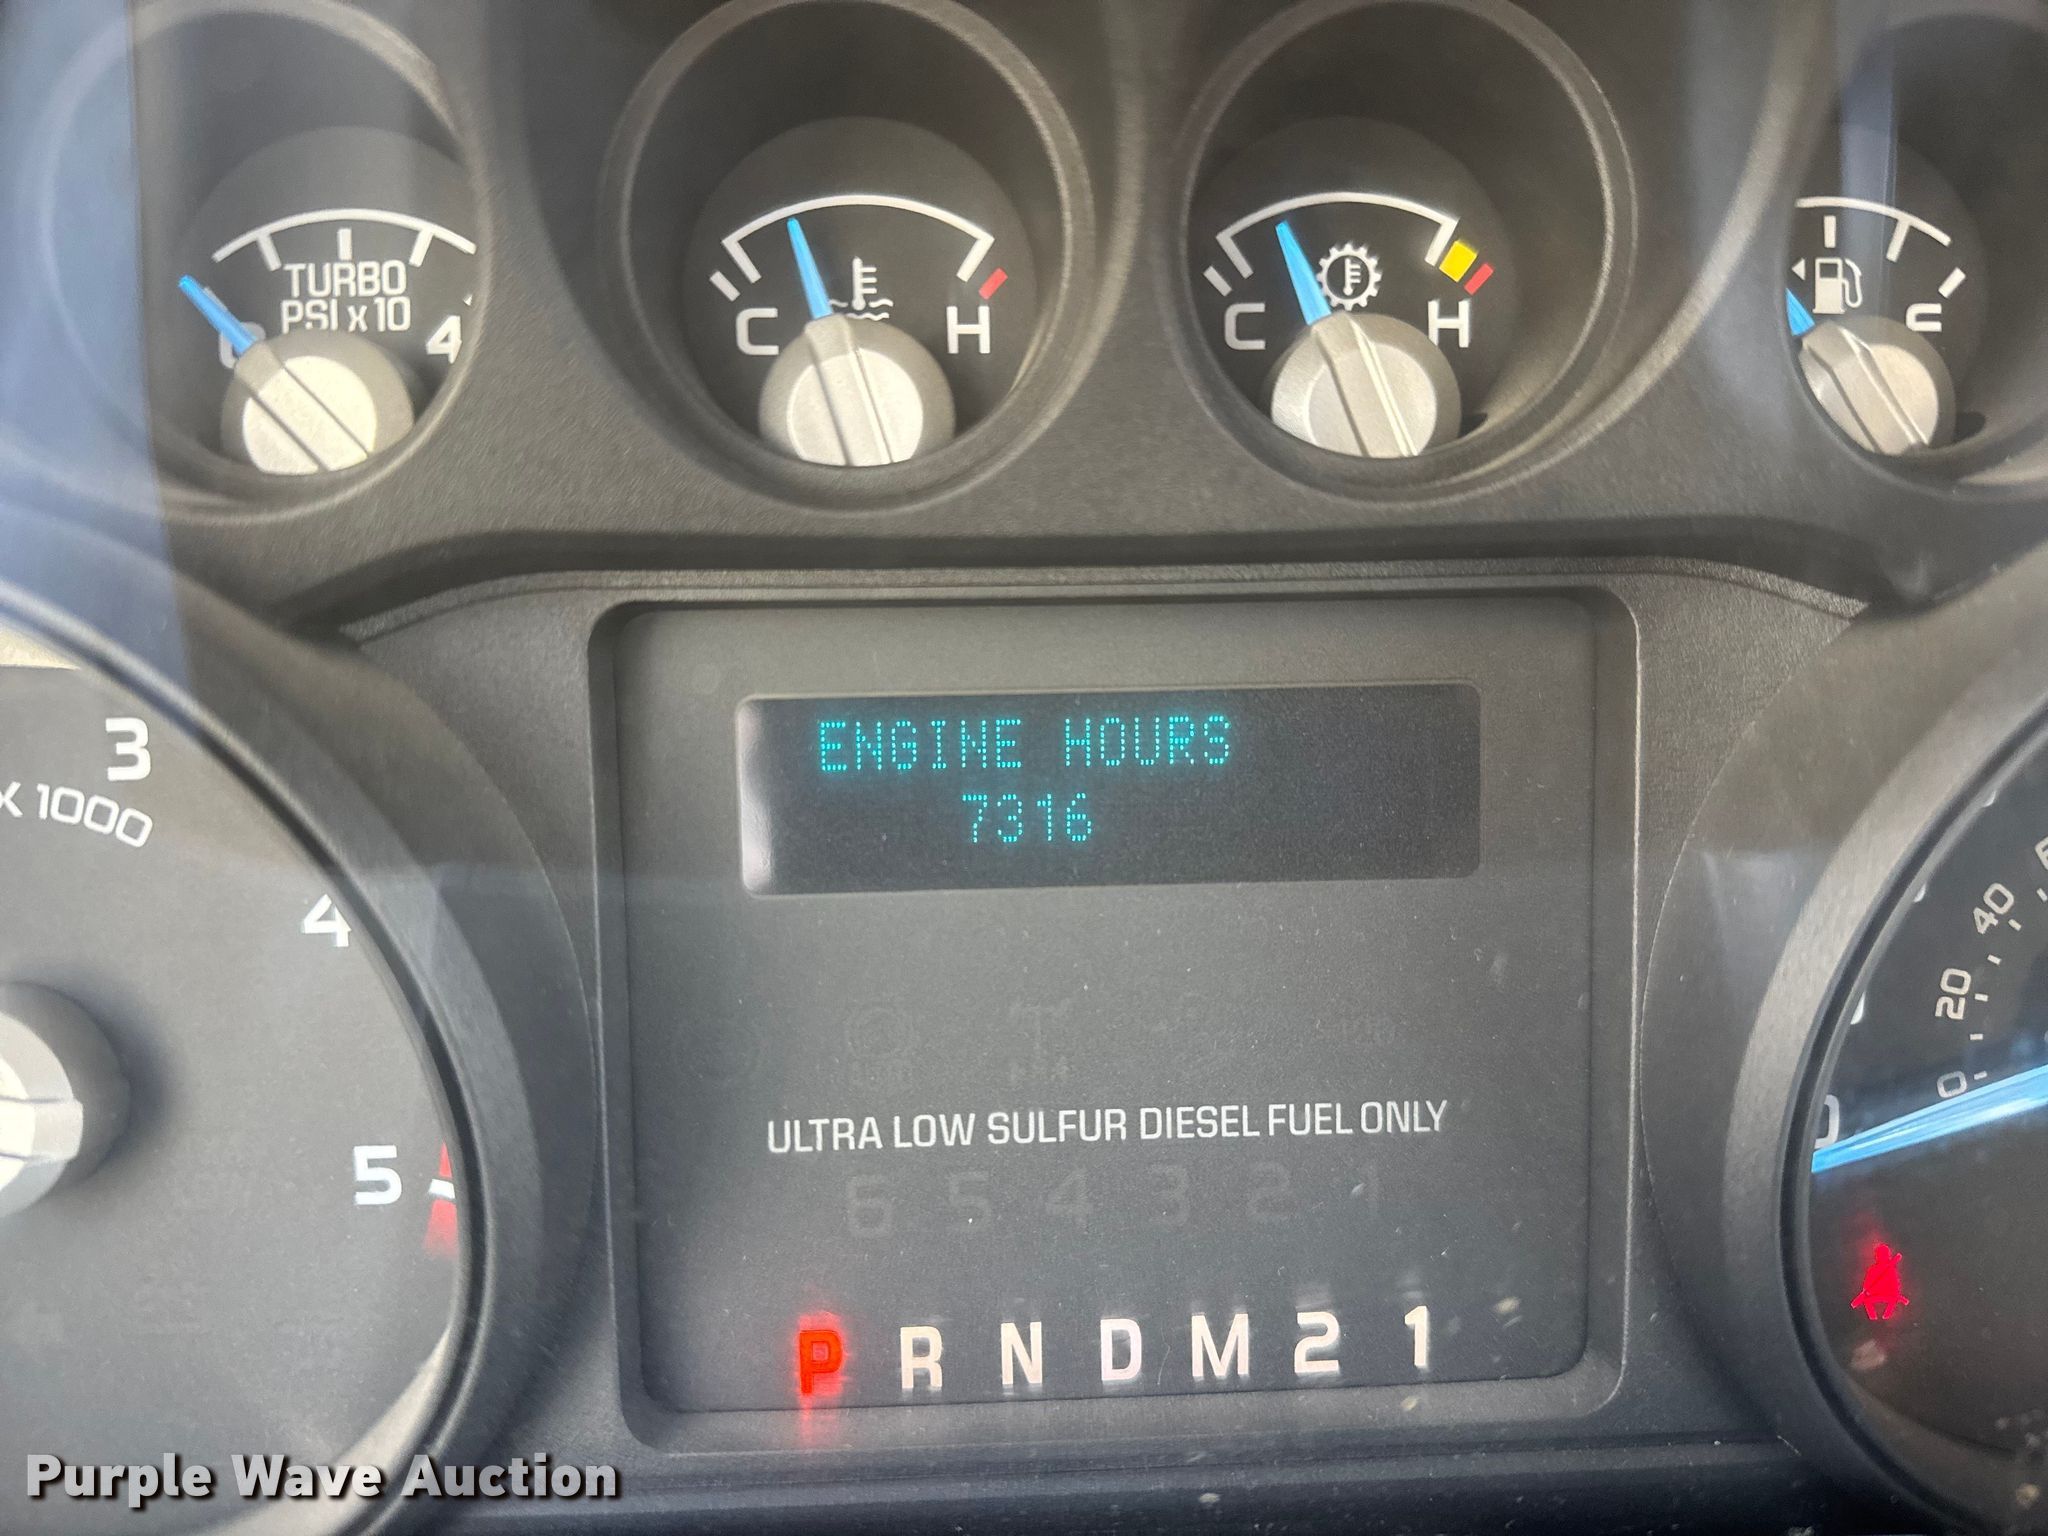 TURBO
PSI x 10
4
C
H
C
H
ENGINE HOURS
7316
3
x 1000
4
5
40
20
0
0
ULTRA LOW SULFUR DIESEL FUEL ONLY
6 5 4 3 2 1
P R N D M 2 1
Purple Wave Auction